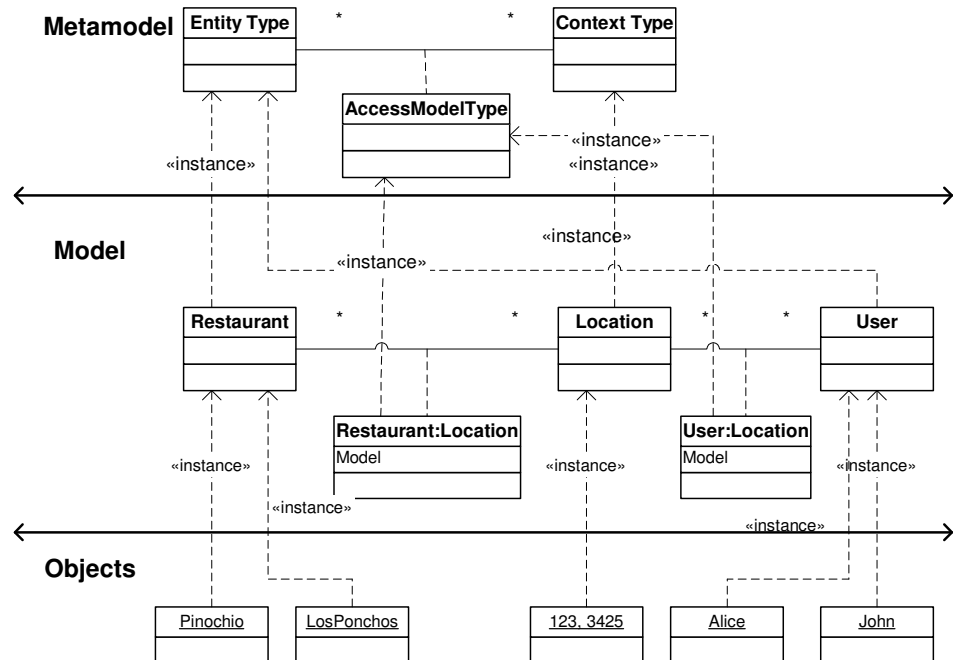 Metamodel
Entity Type
*
*
Context Type
AccessModelType
«instance»
«instance»
«instance»
Model
«instance»
«instance»
Restaurant
*
*
Location
*
*
User
Restaurant:Location
Model
User:Location
Model
«instance»
«instance»
«instance»
«instance»
«instance»
Objects
Pinochio
LosPonchos
123, 3425
Alice
John